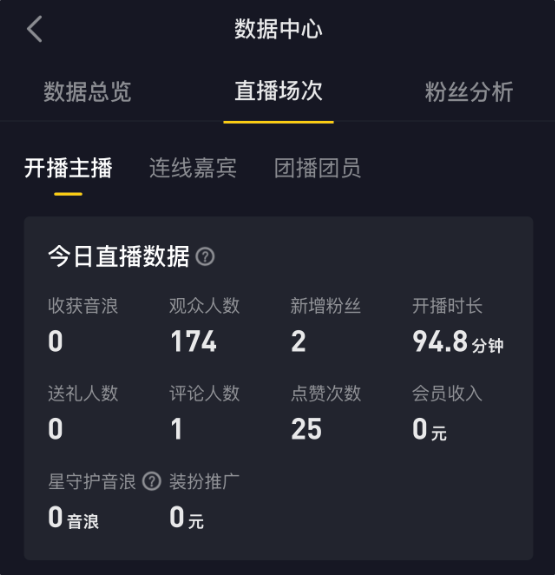 数据中心
数据总览 直播场次 粉丝分析
开播主播 连线嘉宾 团播团员
今日直播数据 ?
收获音浪 观众人数 新增粉丝 开播时长
0 174 2 94.8分钟
送礼人数 评论人数 点赞次数 会员收入
0 1 25 0元
星守护音浪 ? 装扮推广
0音浪 0元